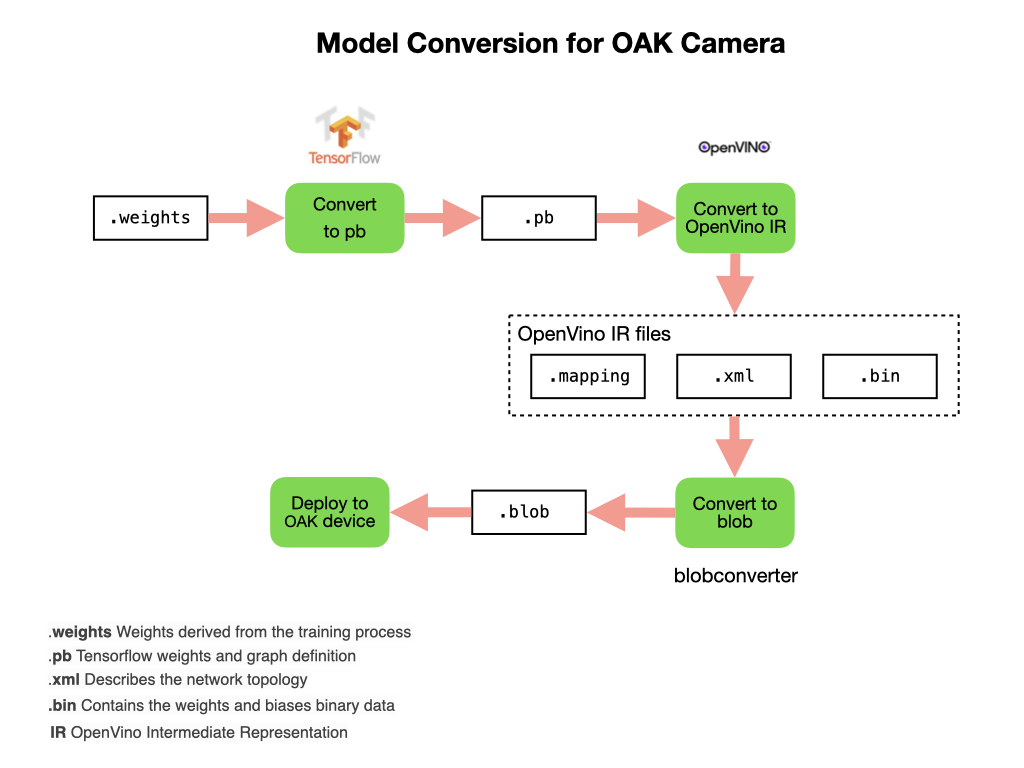 Model Conversion for OAK Camera
TensorFlow
OpenVINO
.weights
Convert
to pb
.pb
Convert to
OpenVino IR
OpenVino IR files
.mapping
.xml
.bin
Deploy to
OAK device
.blob
Convert to
blob
blobconverter
.weights Weights derived from the training process
.pb Tensorflow weights and graph definition
.xml Describes the network topology
.bin Contains the weights and biases binary data
IR OpenVino Intermediate Representation